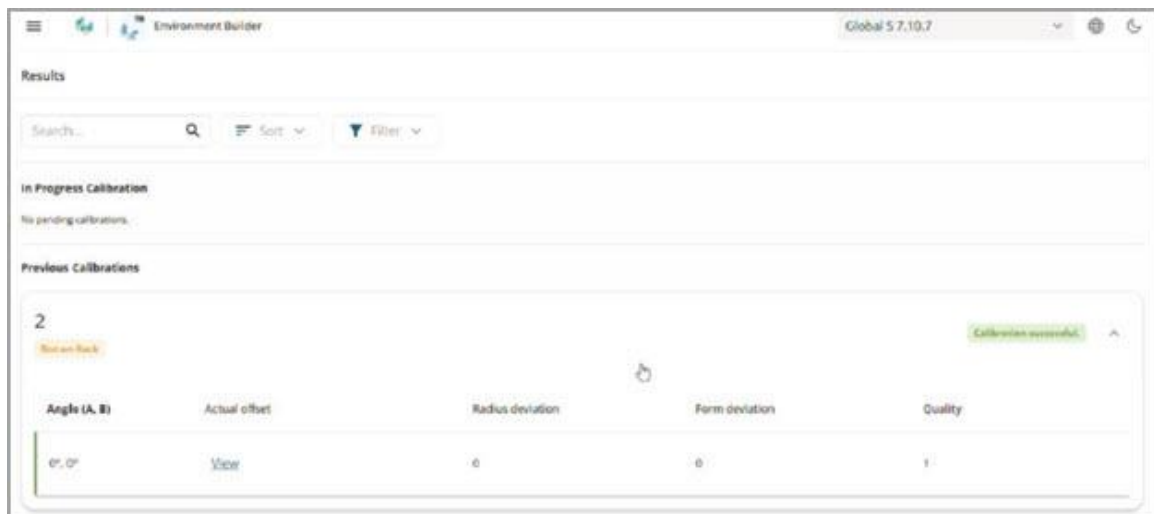 Environment Builder
Global S 7.10.7
Results
Search...
Sort
Filter
In Progress Calibration
No pending calibrations.
Previous Calibrations
2
Calibration successful.
Not on Rack
Angle (A, B) Actual offset Radius deviation Form deviation Quality
0°, 0° View 0 0 1